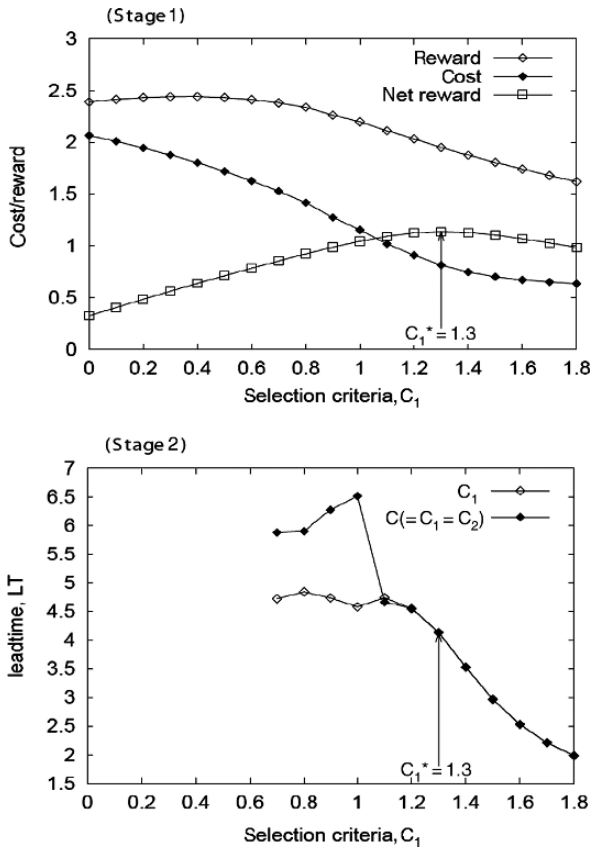 (Stage 1)
3
2.5
2
1.5
1
0.5
0
Cost/reward
Reward
Cost
Net reward
C₁* = 1.3
0 0.2 0.4 0.6 0.8 1 1.2 1.4 1.6 1.8
Selection criteria, C₁
(Stage 2)
7
6.5
6
5.5
5
4.5
4
3.5
3
2.5
2
1.5
leadtime, LT
C₁
C(=C₁=C₂)
C₁* = 1.3
0 0.2 0.4 0.6 0.8 1 1.2 1.4 1.6 1.8
Selection criteria, C₁